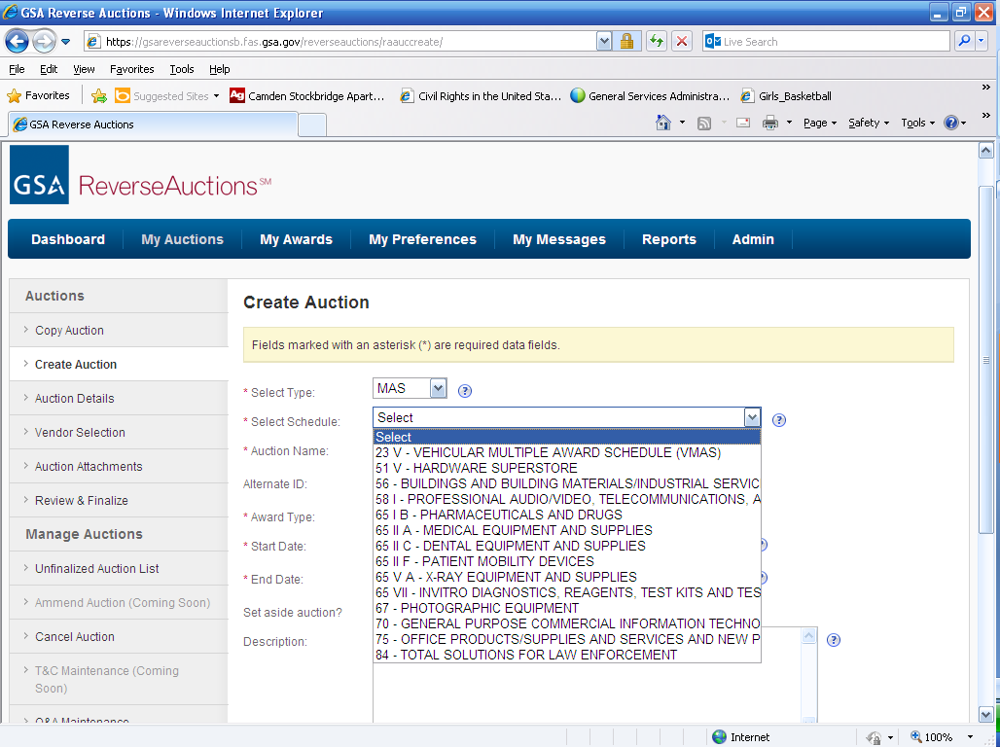 GSA Reverse Auctions - Windows Internet Explorer
https://gsareverseauctionsb.fas.gsa.gov/reverseauctions/raauccreate/
Live Search
File Edit View Favorites Tools Help
Favorites Suggested Sites Camden Stockbridge Apart... Civil Rights in the United Sta... General Services Administra... Girls_Basketball
GSA Reverse Auctions
Page Safety Tools
GSA ReverseAuctions SM
Dashboard My Auctions My Awards My Preferences My Messages Reports Admin
Auctions
Copy Auction
Create Auction
Auction Details
Vendor Selection
Auction Attachments
Review & Finalize
Manage Auctions
Unfinalized Auction List
Ammend Auction (Coming Soon)
Cancel Auction
T&C Maintenance (Coming
Soon)
Q&A Maintenance
Create Auction
Fields marked with an asterisk (*) are required data fields.
* Select Type: MAS
* Select Schedule: Select
* Auction Name:
Alternate ID:
* Award Type:
* Start Date:
* End Date:
Set aside auction?
Description:
Select
23 V - VEHICULAR MULTIPLE AWARD SCHEDULE (VMAS)
51 V - HARDWARE SUPERSTORE
56 - BUILDINGS AND BUILDING MATERIALS/INDUSTRIAL SERVIC
58 I - PROFESSIONAL AUDIO/VIDEO, TELECOMMUNICATIONS, A
65 I B - PHARMACEUTICALS AND DRUGS
65 II A - MEDICAL EQUIPMENT AND SUPPLIES
65 II C - DENTAL EQUIPMENT AND SUPPLIES
65 II F - PATIENT MOBILITY DEVICES
65 V A - X-RAY EQUIPMENT AND SUPPLIES
65 VII - INVITRO DIAGNOSTICS, REAGENTS, TEST KITS AND TES
67 - PHOTOGRAPHIC EQUIPMENT
70 - GENERAL PURPOSE COMMERCIAL INFORMATION TECHNO
75 - OFFICE PRODUCTS/SUPPLIES AND SERVICES AND NEW P
84 - TOTAL SOLUTIONS FOR LAW ENFORCEMENT
Internet 100%